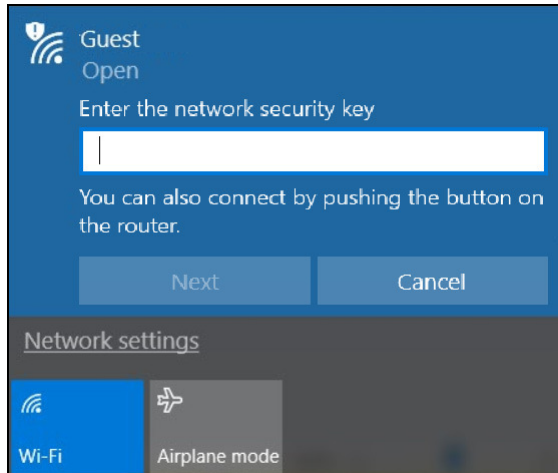 Guest
Open
Enter the network security key
You can also connect by pushing the button on
the router.
Next
Cancel
Network settings
Wi-Fi
Airplane mode